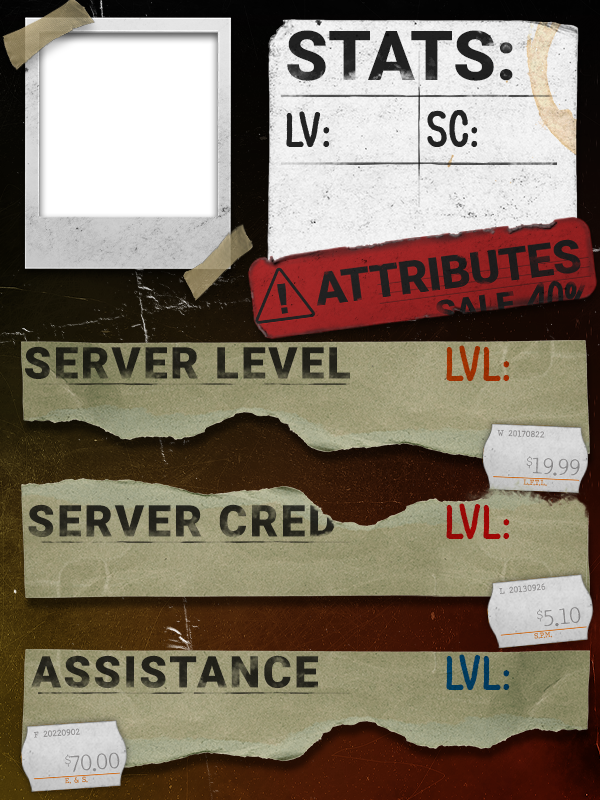 STATS:
LV: SC:
ATTRIBUTES
SALE 40%
SERVER LEVEL LVL:
W 20170822
$19.99
L.P.T.L.
SERVER CRED LVL:
L 20130926
$5.10
S.P.M.
ASSISTANCE LVL:
F 20220902
$70.00
E. & S.